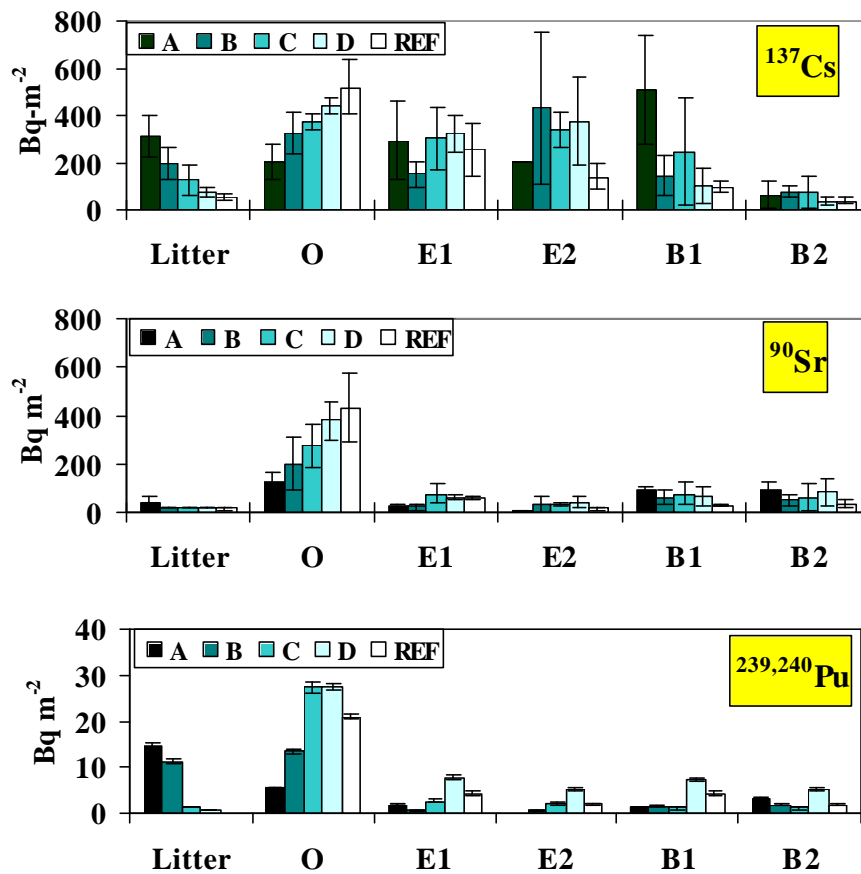 800
A B C D REF
137Cs
600
Bq-m-2
400
200
0
Litter O E1 E2 B1 B2
800
A B C D REF
90Sr
600
Bq m-2
400
200
0
Litter O E1 E2 B1 B2
40
A B C D REF
239,240Pu
30
Bq m-2
20
10
0
Litter O E1 E2 B1 B2